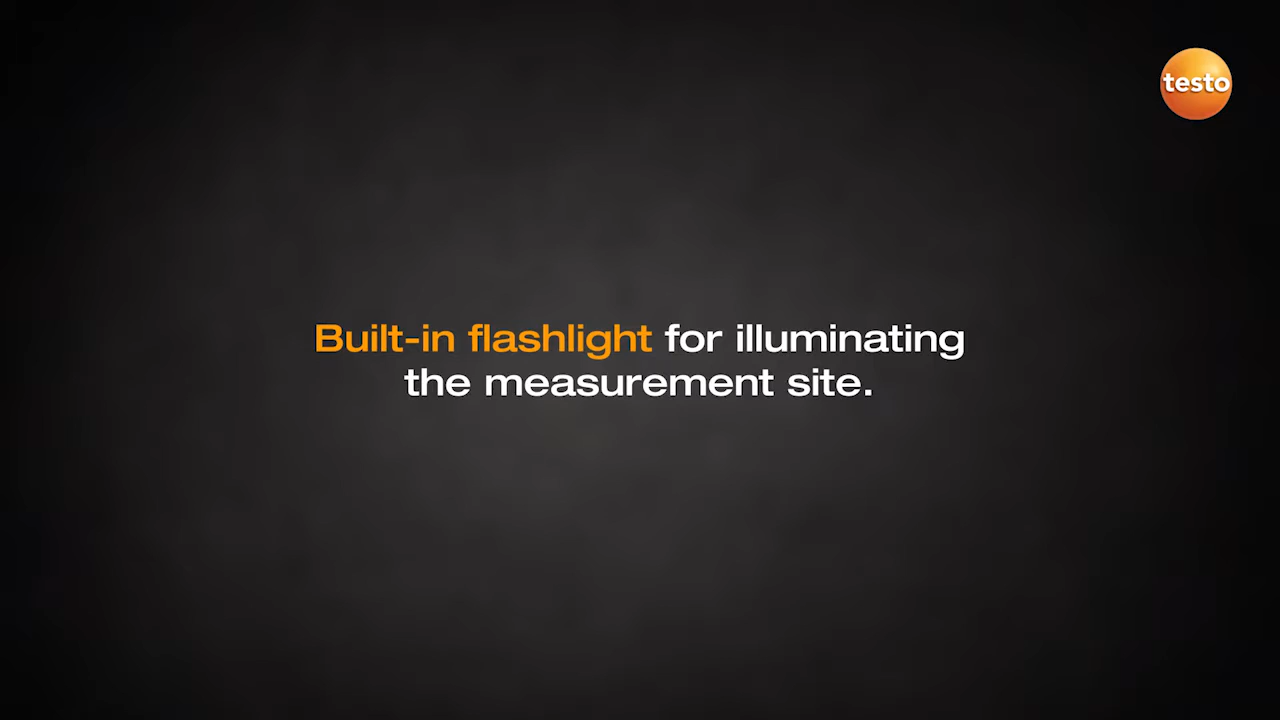 testo
Built-in flashlight for illuminating
the measurement site.